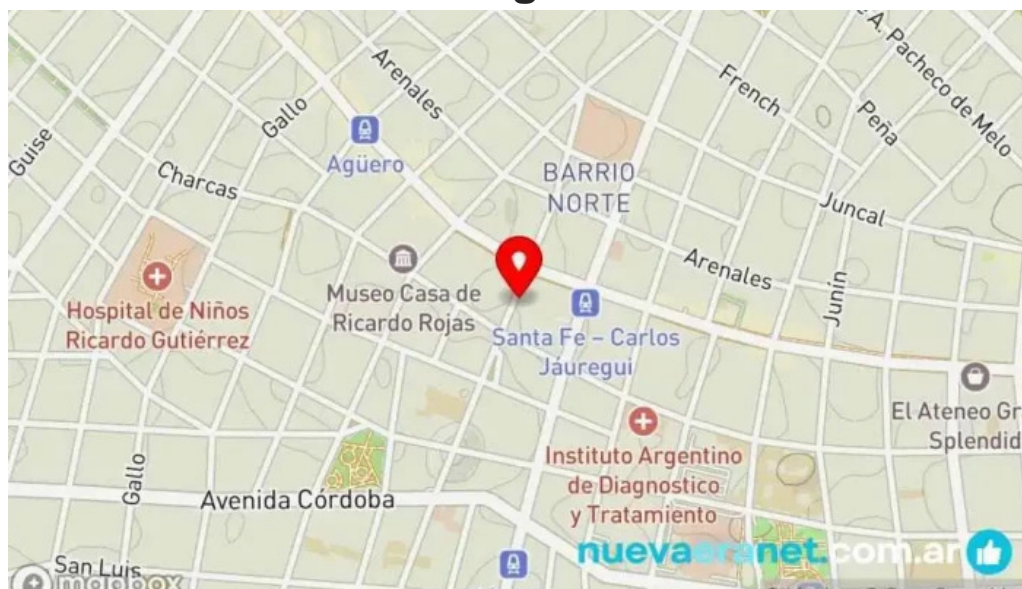 Arenales
French
A. Pacheco de Melo
Peña
Gallo
Guise
Agüero
Charcas
BARRIO
NORTE
Juncal
Arenales
Junín
Museo Casa de
Ricardo Rojas
Hospital de Niños
Ricardo Gutiérrez
Santa Fe – Carlos
Jáuregui
El Ateneo Gr
Splendid
Instituto Argentino
de Diagnostico
y Tratamiento
Gallo
Avenida Córdoba
San Luis
mapbox
nuevaeranet.com.ar